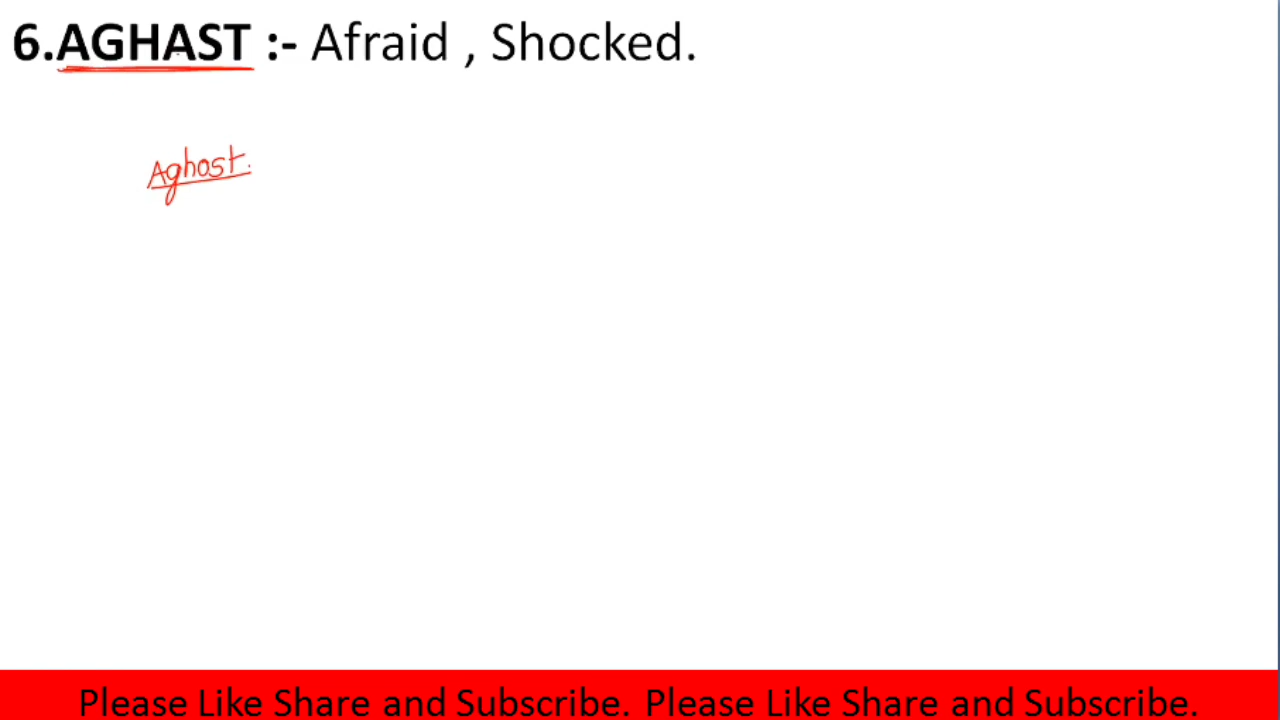 6.AGHAST :- Afraid , Shocked.
Aghost.
Please Like Share and Subscribe. Please Like Share and Subscribe.